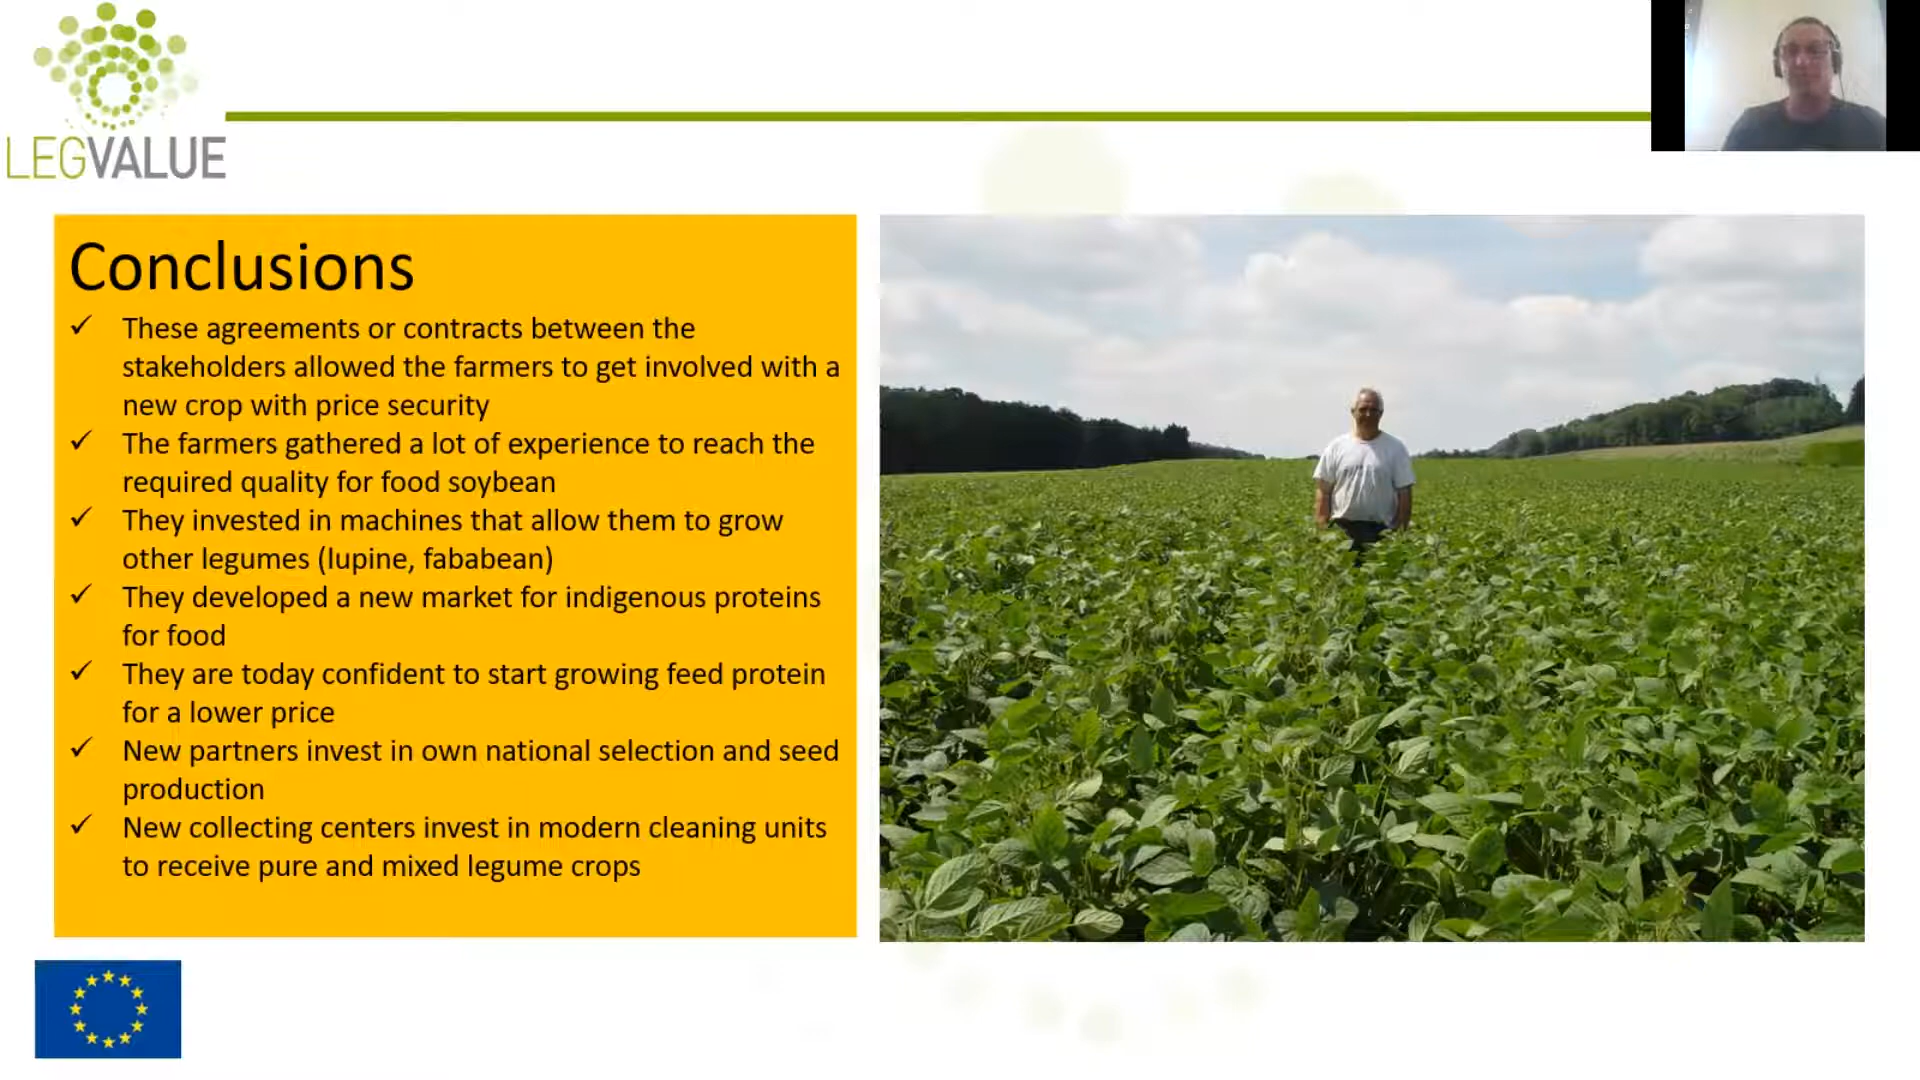 LEGVALUE
Conclusions
✓ These agreements or contracts between the
stakeholders allowed the farmers to get involved with a
new crop with price security
✓ The farmers gathered a lot of experience to reach the
required quality for food soybean
✓ They invested in machines that allow them to grow
other legumes (lupine, fababean)
✓ They developed a new market for indigenous proteins
for food
✓ They are today confident to start growing feed protein
for a lower price
✓ New partners invest in own national selection and seed
production
✓ New collecting centers invest in modern cleaning units
to receive pure and mixed legume crops